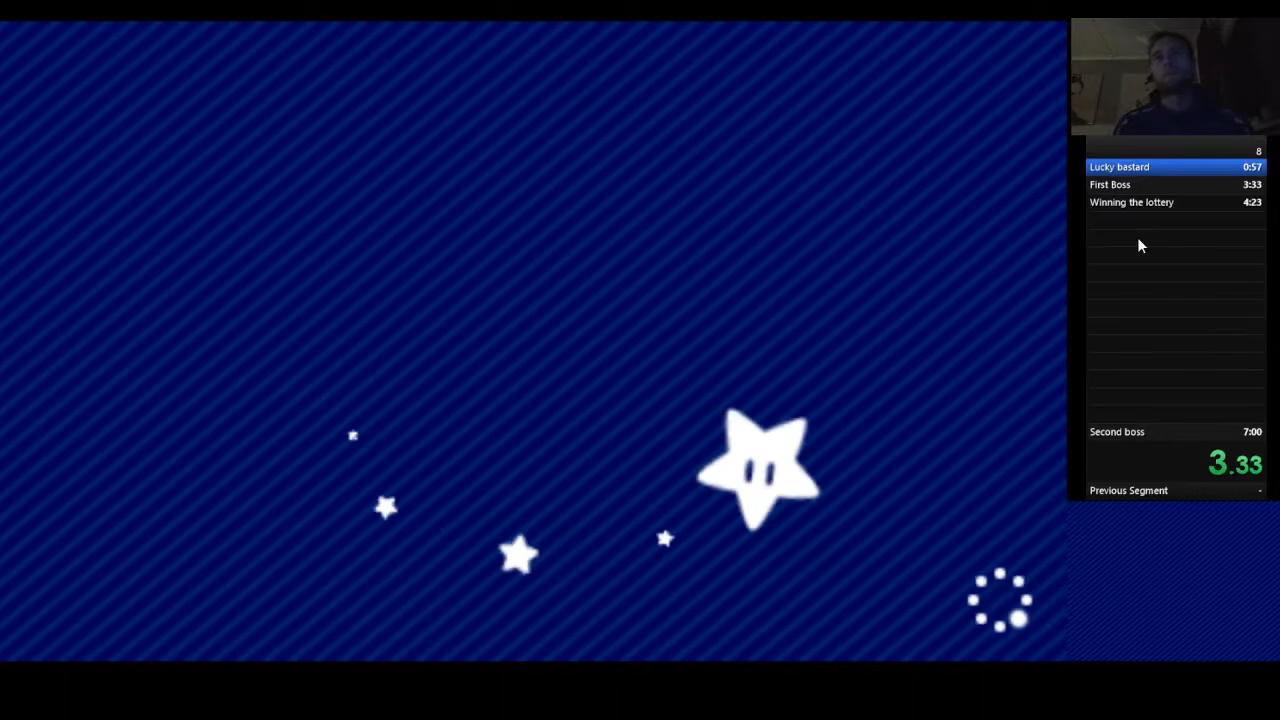 8
Lucky bastard 0:57
First Boss 3:33
Winning the lottery 4:23
Second boss 7:00
3.33
Previous Segment -